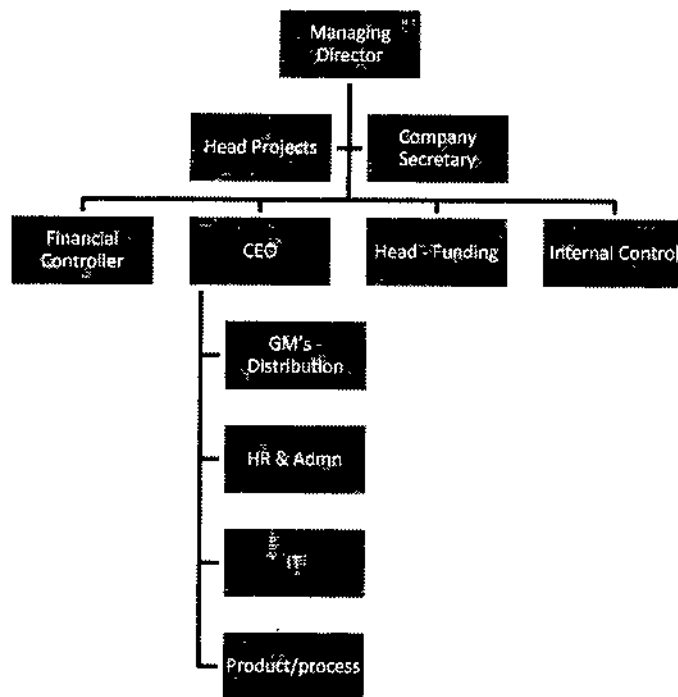 Managing
Director
Head Projects
Company
Secretary
Financial
Controller
CEO
Head - Funding
Internal Control
GM's -
Distribution
HR & Admn
IT
Product/process